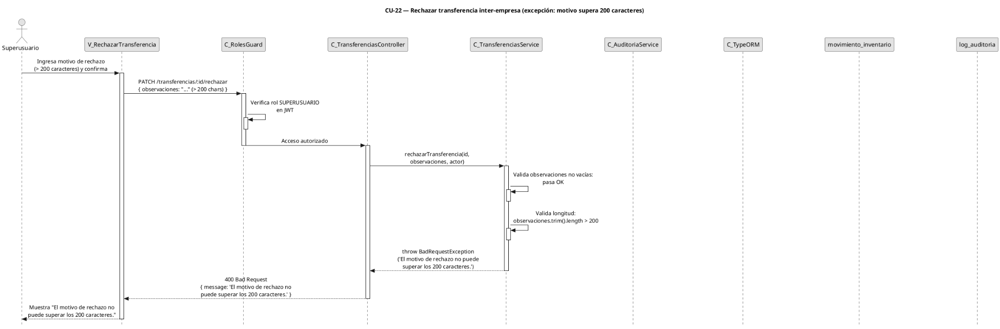 CU-22 — Rechazar transferencia inter-empresa (excepción: motivo supera 200 caracteres)
Superusuario
V_RechazarTransferencia
C_RolesGuard
C_TransferenciasController
C_TransferenciasService
C_AuditoriaService
C_TypeORM
movimiento_inventario
log_auditoria
Ingresa motivo de rechazo
(> 200 caracteres) y confirma
PATCH /transferencias/:id/rechazar
{ observaciones: "..." (> 200 chars) }
Verifica rol SUPERUSUARIO
en JWT
Acceso autorizado
rechazarTransferencia(id,
observaciones, actor)
Valida observaciones no vacías:
pasa OK
Valida longitud:
observaciones.trim().length > 200
throw BadRequestException
('El motivo de rechazo no puede
superar los 200 caracteres.')
400 Bad Request
{ message: 'El motivo de rechazo no
puede superar los 200 caracteres.' }
Muestra "El motivo de rechazo no
puede superar los 200 caracteres."